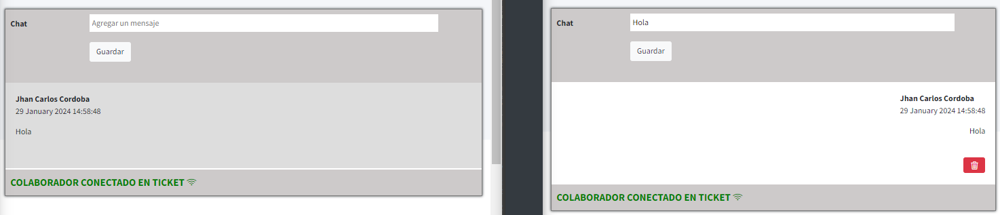 Chat
Agregar un mensaje
Guardar
Jhan Carlos Cordoba
29 January 2024 14:58:48
Hola
COLABORADOR CONECTADO EN TICKET
Chat
Hola
Guardar
Jhan Carlos Cordoba
29 January 2024 14:58:48
Hola
COLABORADOR CONECTADO EN TICKET